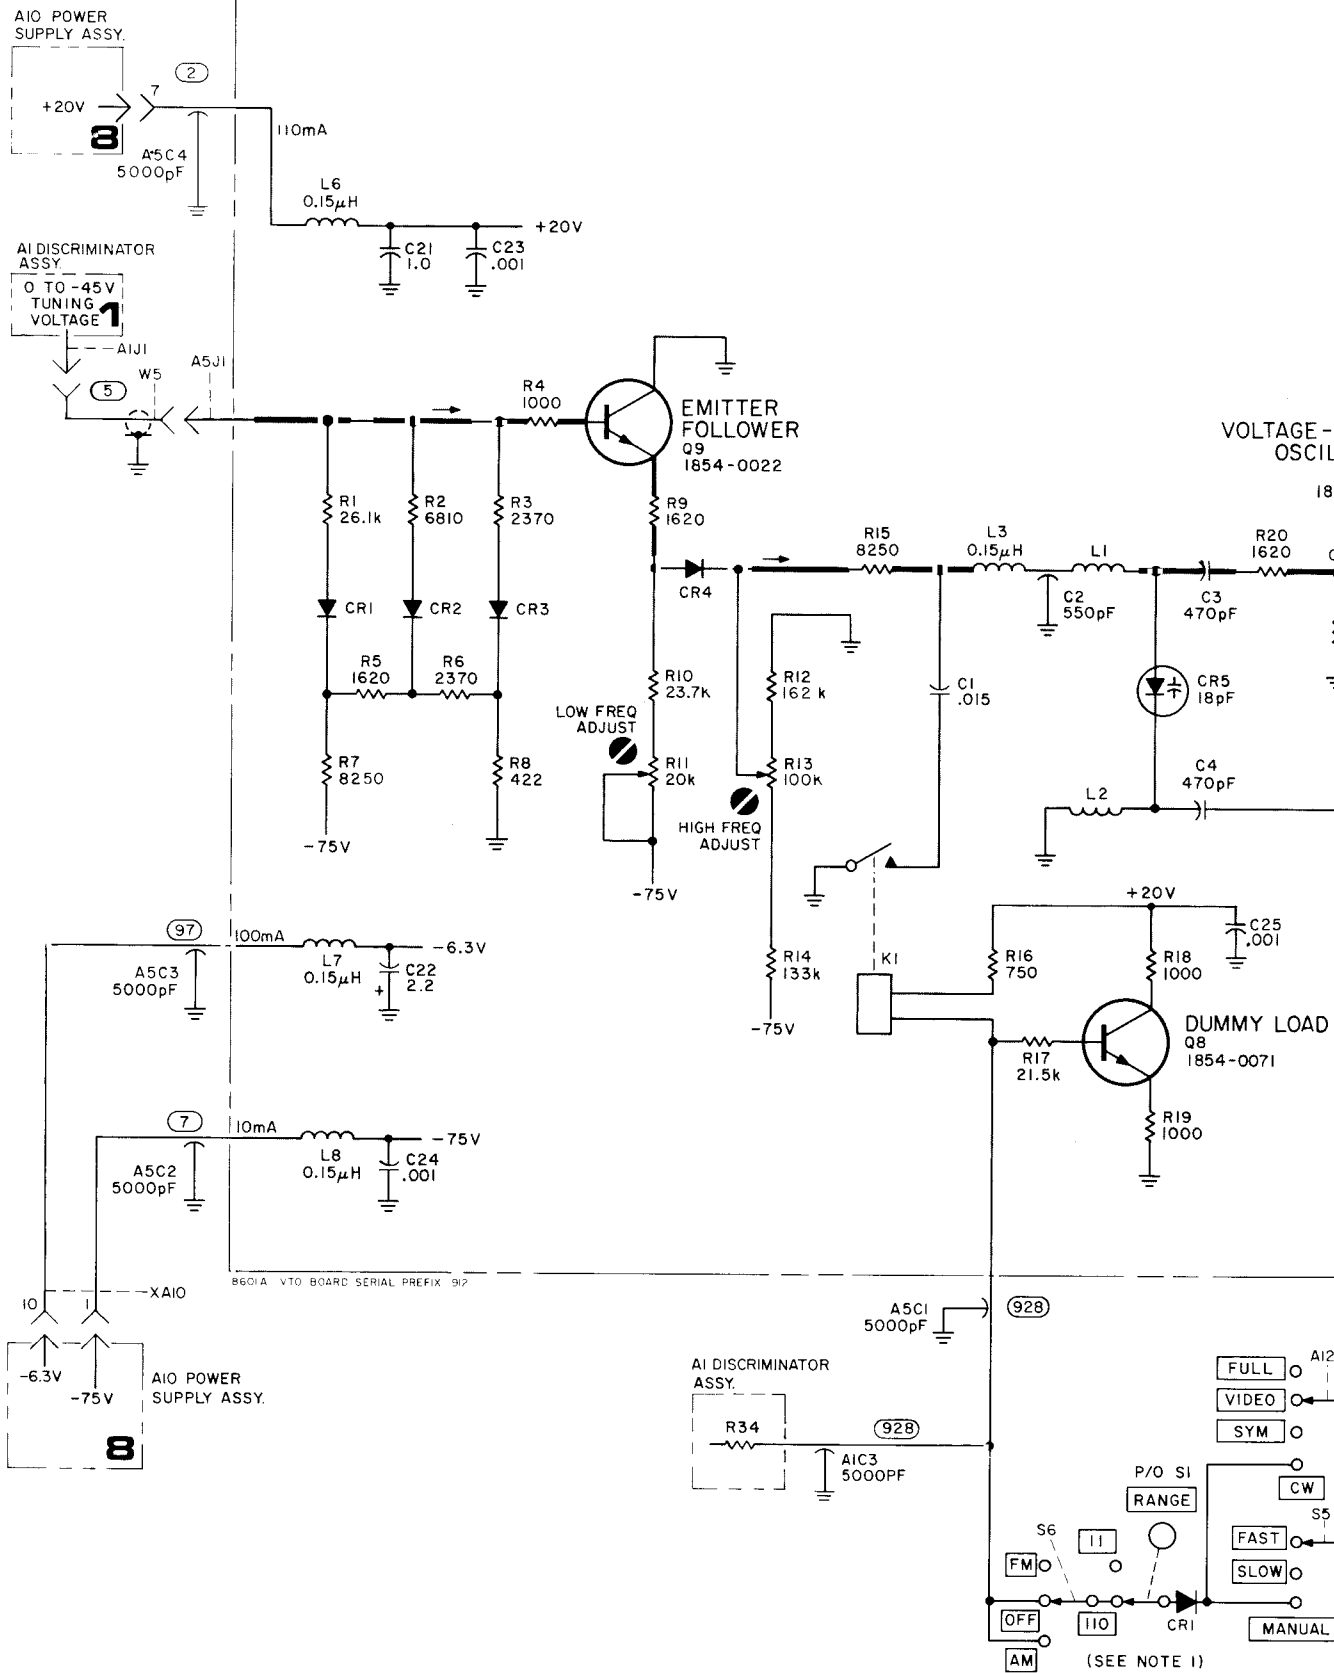 A10 POWER
SUPPLY ASSY.
+20V
7
2
8
A5C4
5000pF
110mA
L6
0.15µH
+20V
C21
1.0
C23
.001
A1 DISCRIMINATOR
ASSY.
0 TO -45V
TUNING
VOLTAGE
1
A1J1
5
W5
A5J1
R4
1000
EMITTER
FOLLOWER
Q9
1854-0022
VOLTAGE-
OSCIL
18
R1
26.1k
R2
6810
R3
2370
R9
1620
R15
8250
L3
0.15µH
L1
R20
1620
CR4
C2
550pF
C3
470pF
CR1
CR2
CR3
R5
1620
R6
2370
R10
23.7k
R12
162k
C1
.015
CR5
18pF
LOW FREQ
ADJUST
R7
8250
R8
422
R11
20k
R13
100K
C4
470pF
L2
HIGH FREQ
ADJUST
-75V
-75V
+20V
97
100mA
-6.3V
L7
0.15µH
C22
2.2
+
A5C3
5000pF
R14
133k
-75V
K1
R16
750
R18
1000
C25
.001
DUMMY LOAD
Q8
1854-0071
R17
21.5k
R19
1000
7
10mA
-75V
L8
0.15µH
C24
.001
A5C2
5000pF
8601A VTO BOARD SERIAL PREFIX 912
XA10
10
1
-6.3V
-75V
A10 POWER
SUPPLY ASSY.
8
A5C1
5000pF
928
A1 DISCRIMINATOR
ASSY.
R34
928
A1C3
5000PF
FULL
A12
VIDEO
SYM
CW
P/O S1
RANGE
S5
FAST
SLOW
MANUAL
S6
11
FM
OFF
110
CR1
AM
(SEE NOTE 1)